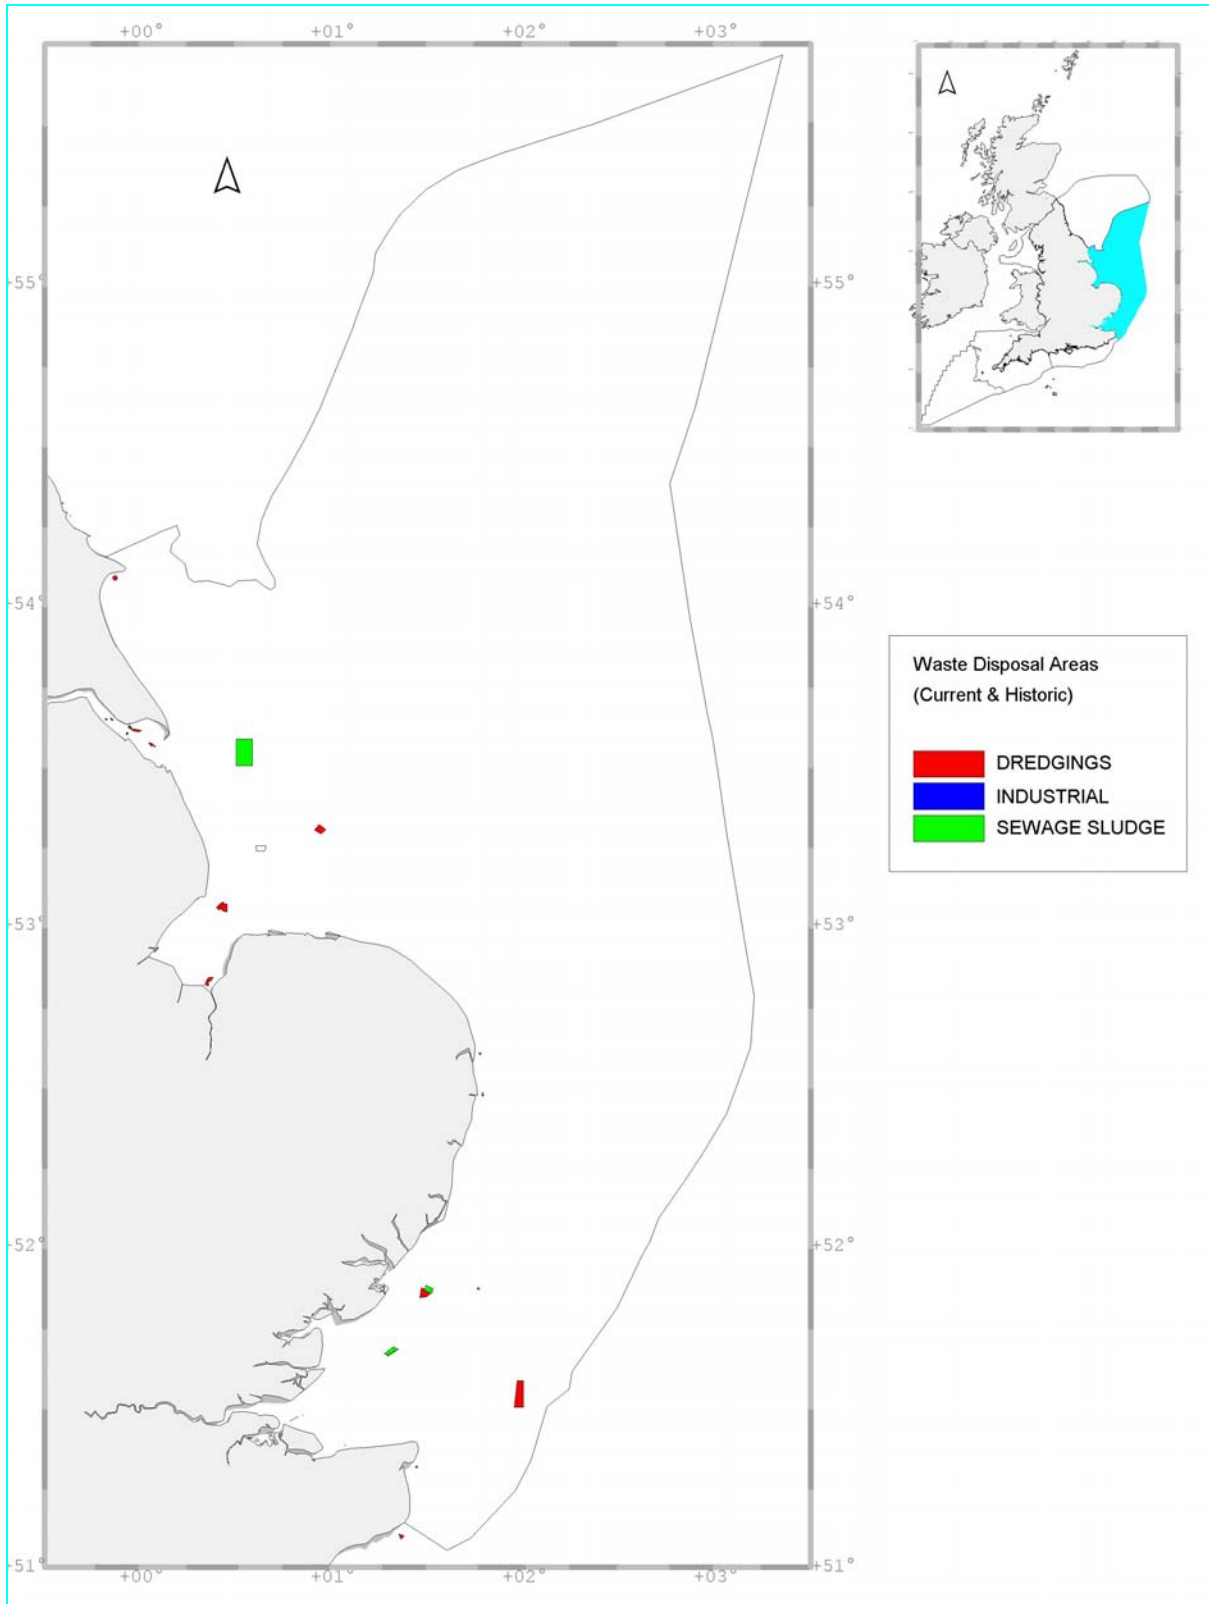 +00° +01° +02° +03°
+55° +55°
+54° +54°
+53° +53°
+52° +52°
+51° +51°
+00° +01° +02° +03°
Waste Disposal Areas
(Current & Historic)
DREDGINGS
INDUSTRIAL
SEWAGE SLUDGE